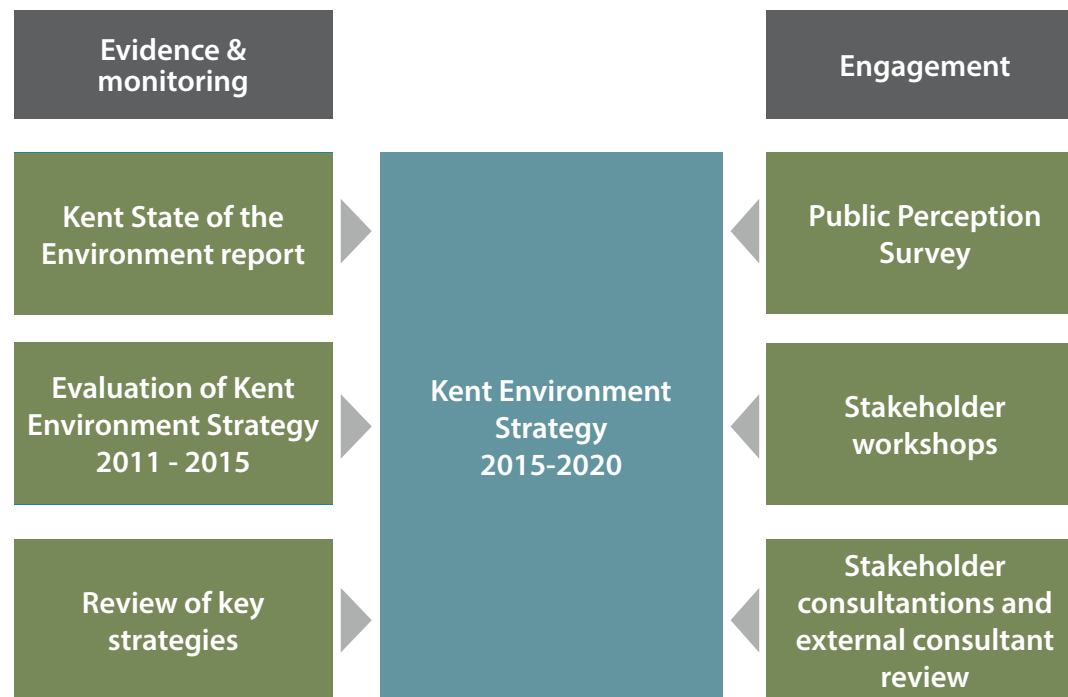 Evidence &
monitoring
Engagement
Kent State of the
Environment report
Public Perception
Survey
Evaluation of Kent
Environment Strategy
2011 - 2015
Kent Environment
Strategy
2015-2020
Stakeholder
workshops
Review of key
strategies
Stakeholder
consultantions and
external consultant
review